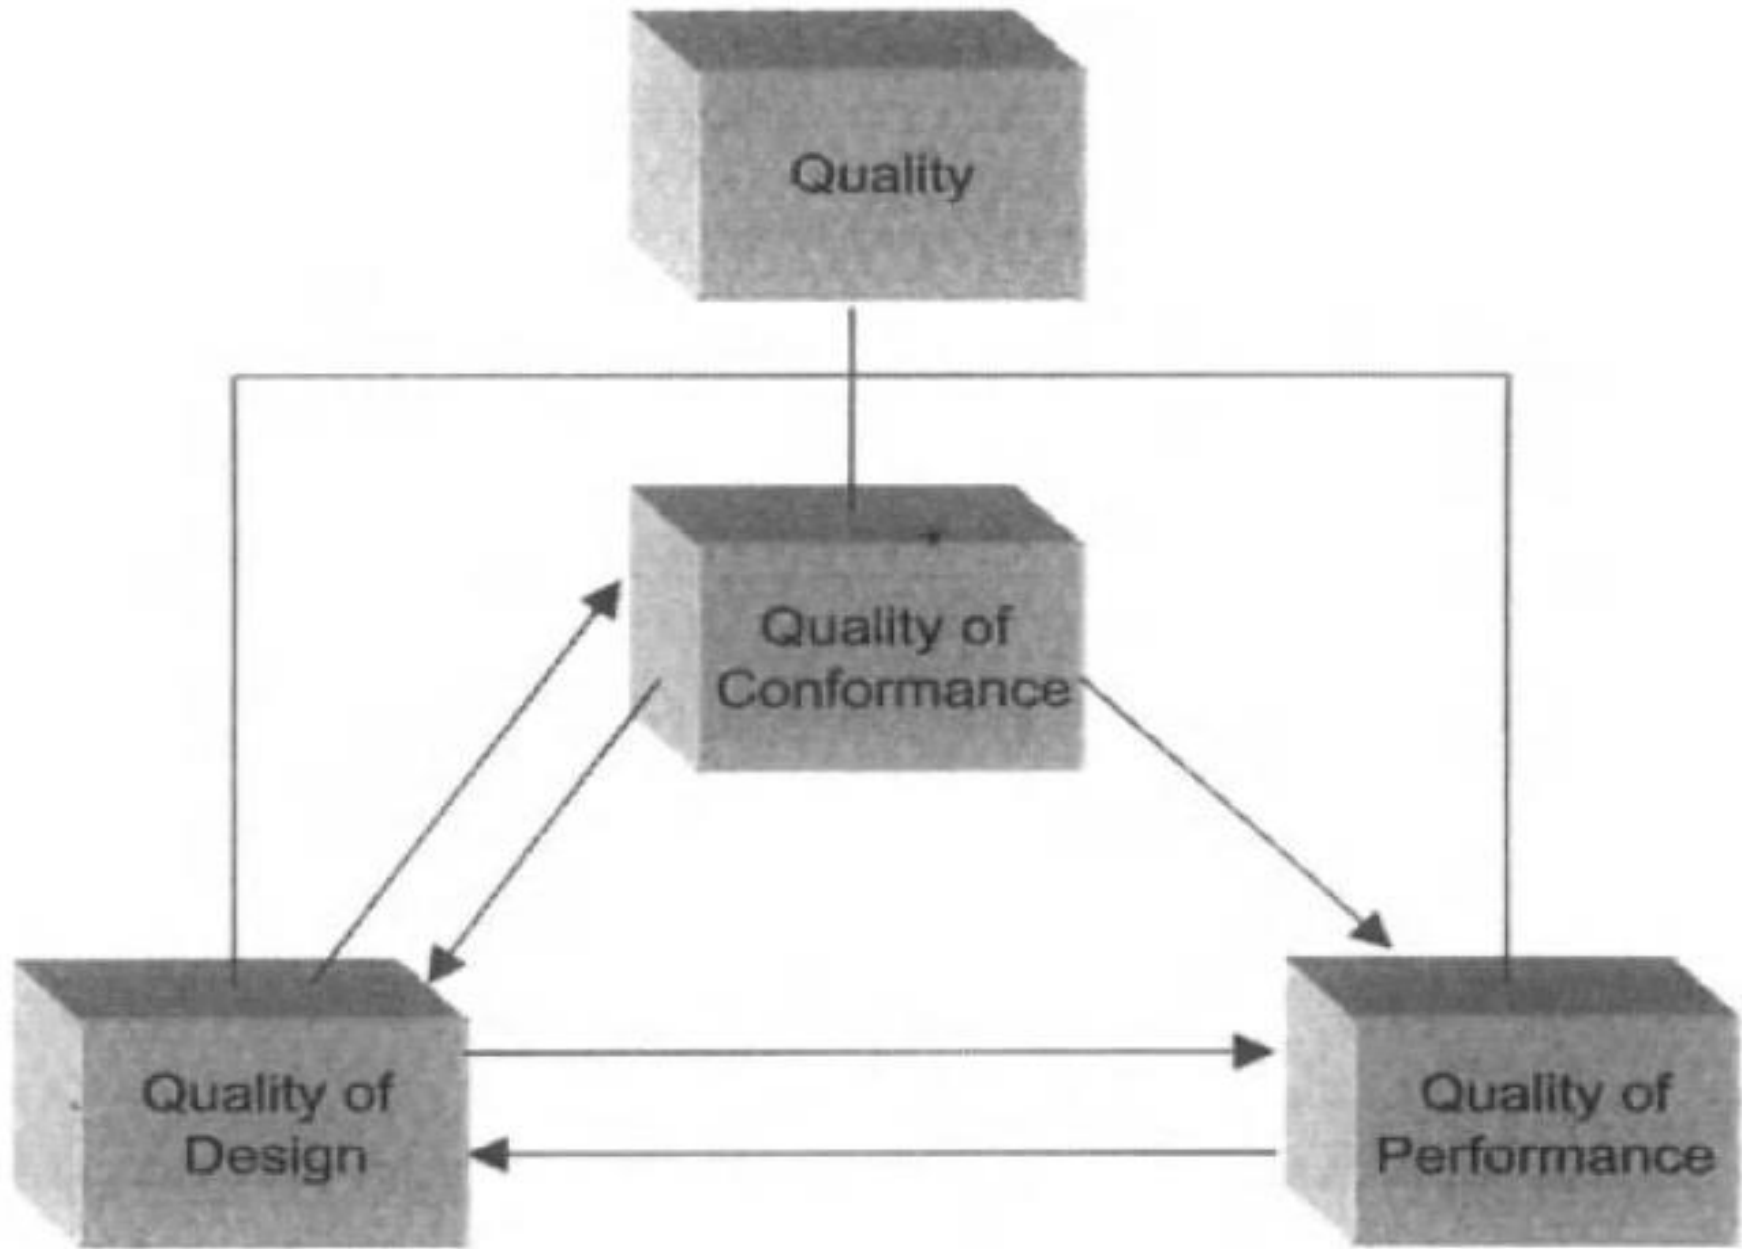 Quality
Quality of
Conformance
Quality of
Design
Quality of
Performance